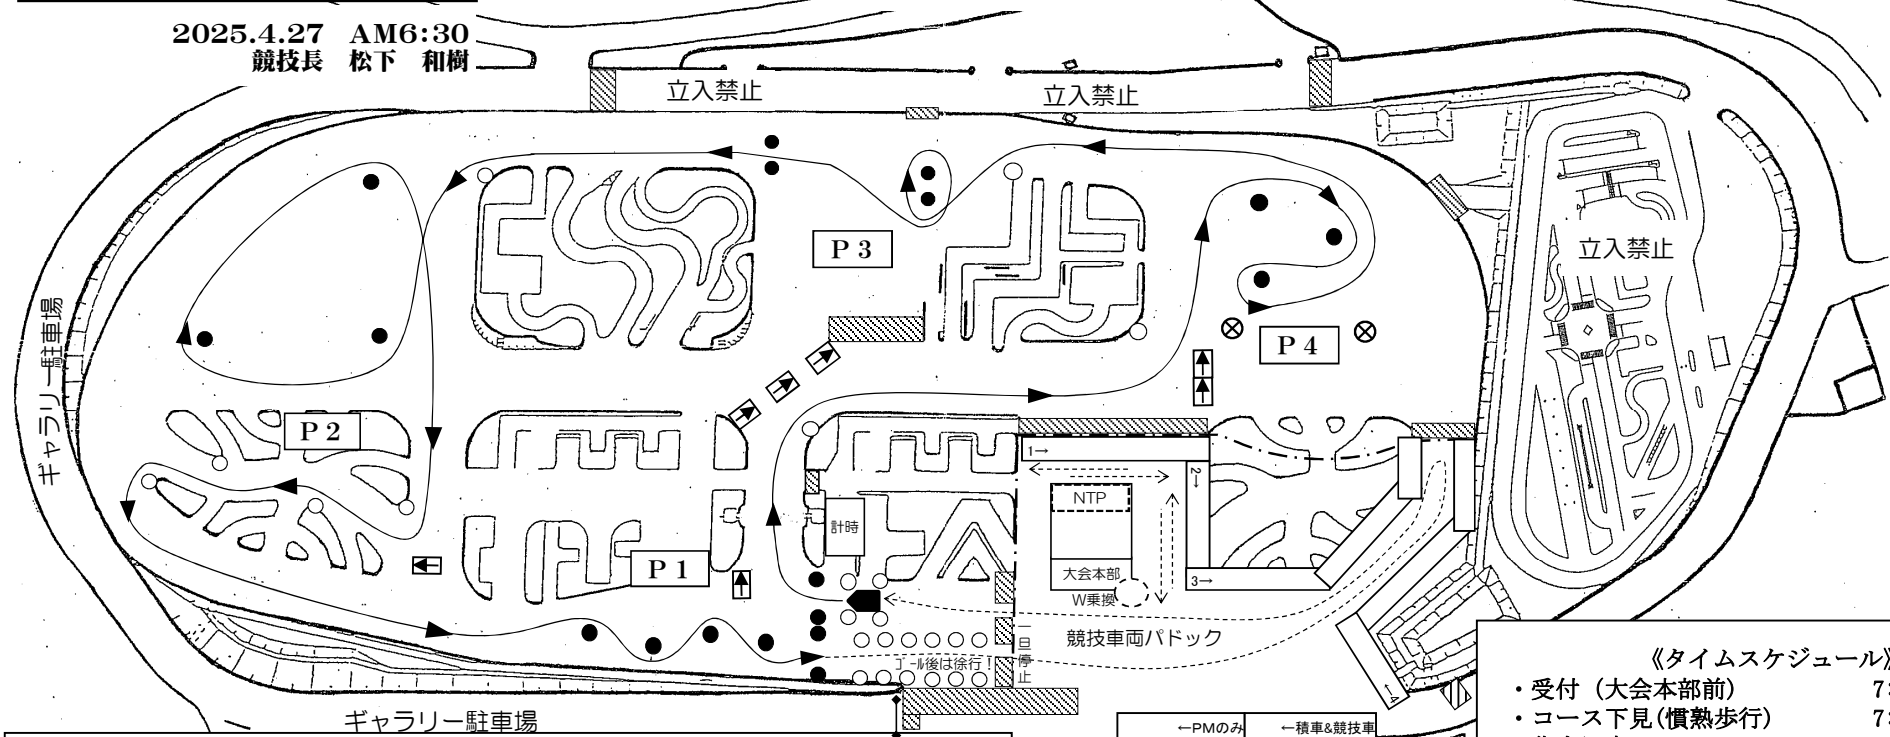 2025.4.27 AM6:30
競技長 松下 和樹
立入禁止
立入禁止
立入禁止
P 3
P 4
ギャラリー駐車場
P 2
1→
2→
NTP
計時
P 1
大会本部
3→
W乗換
一旦停止
競技車両パドック
ゴール後は徐行!
←4
《タイムスケジュール》
・受付（大会本部前） 7:
・コース下見(慣熟歩行) 7:
ギャラリー駐車場
←PMのみ
←積車&競技車